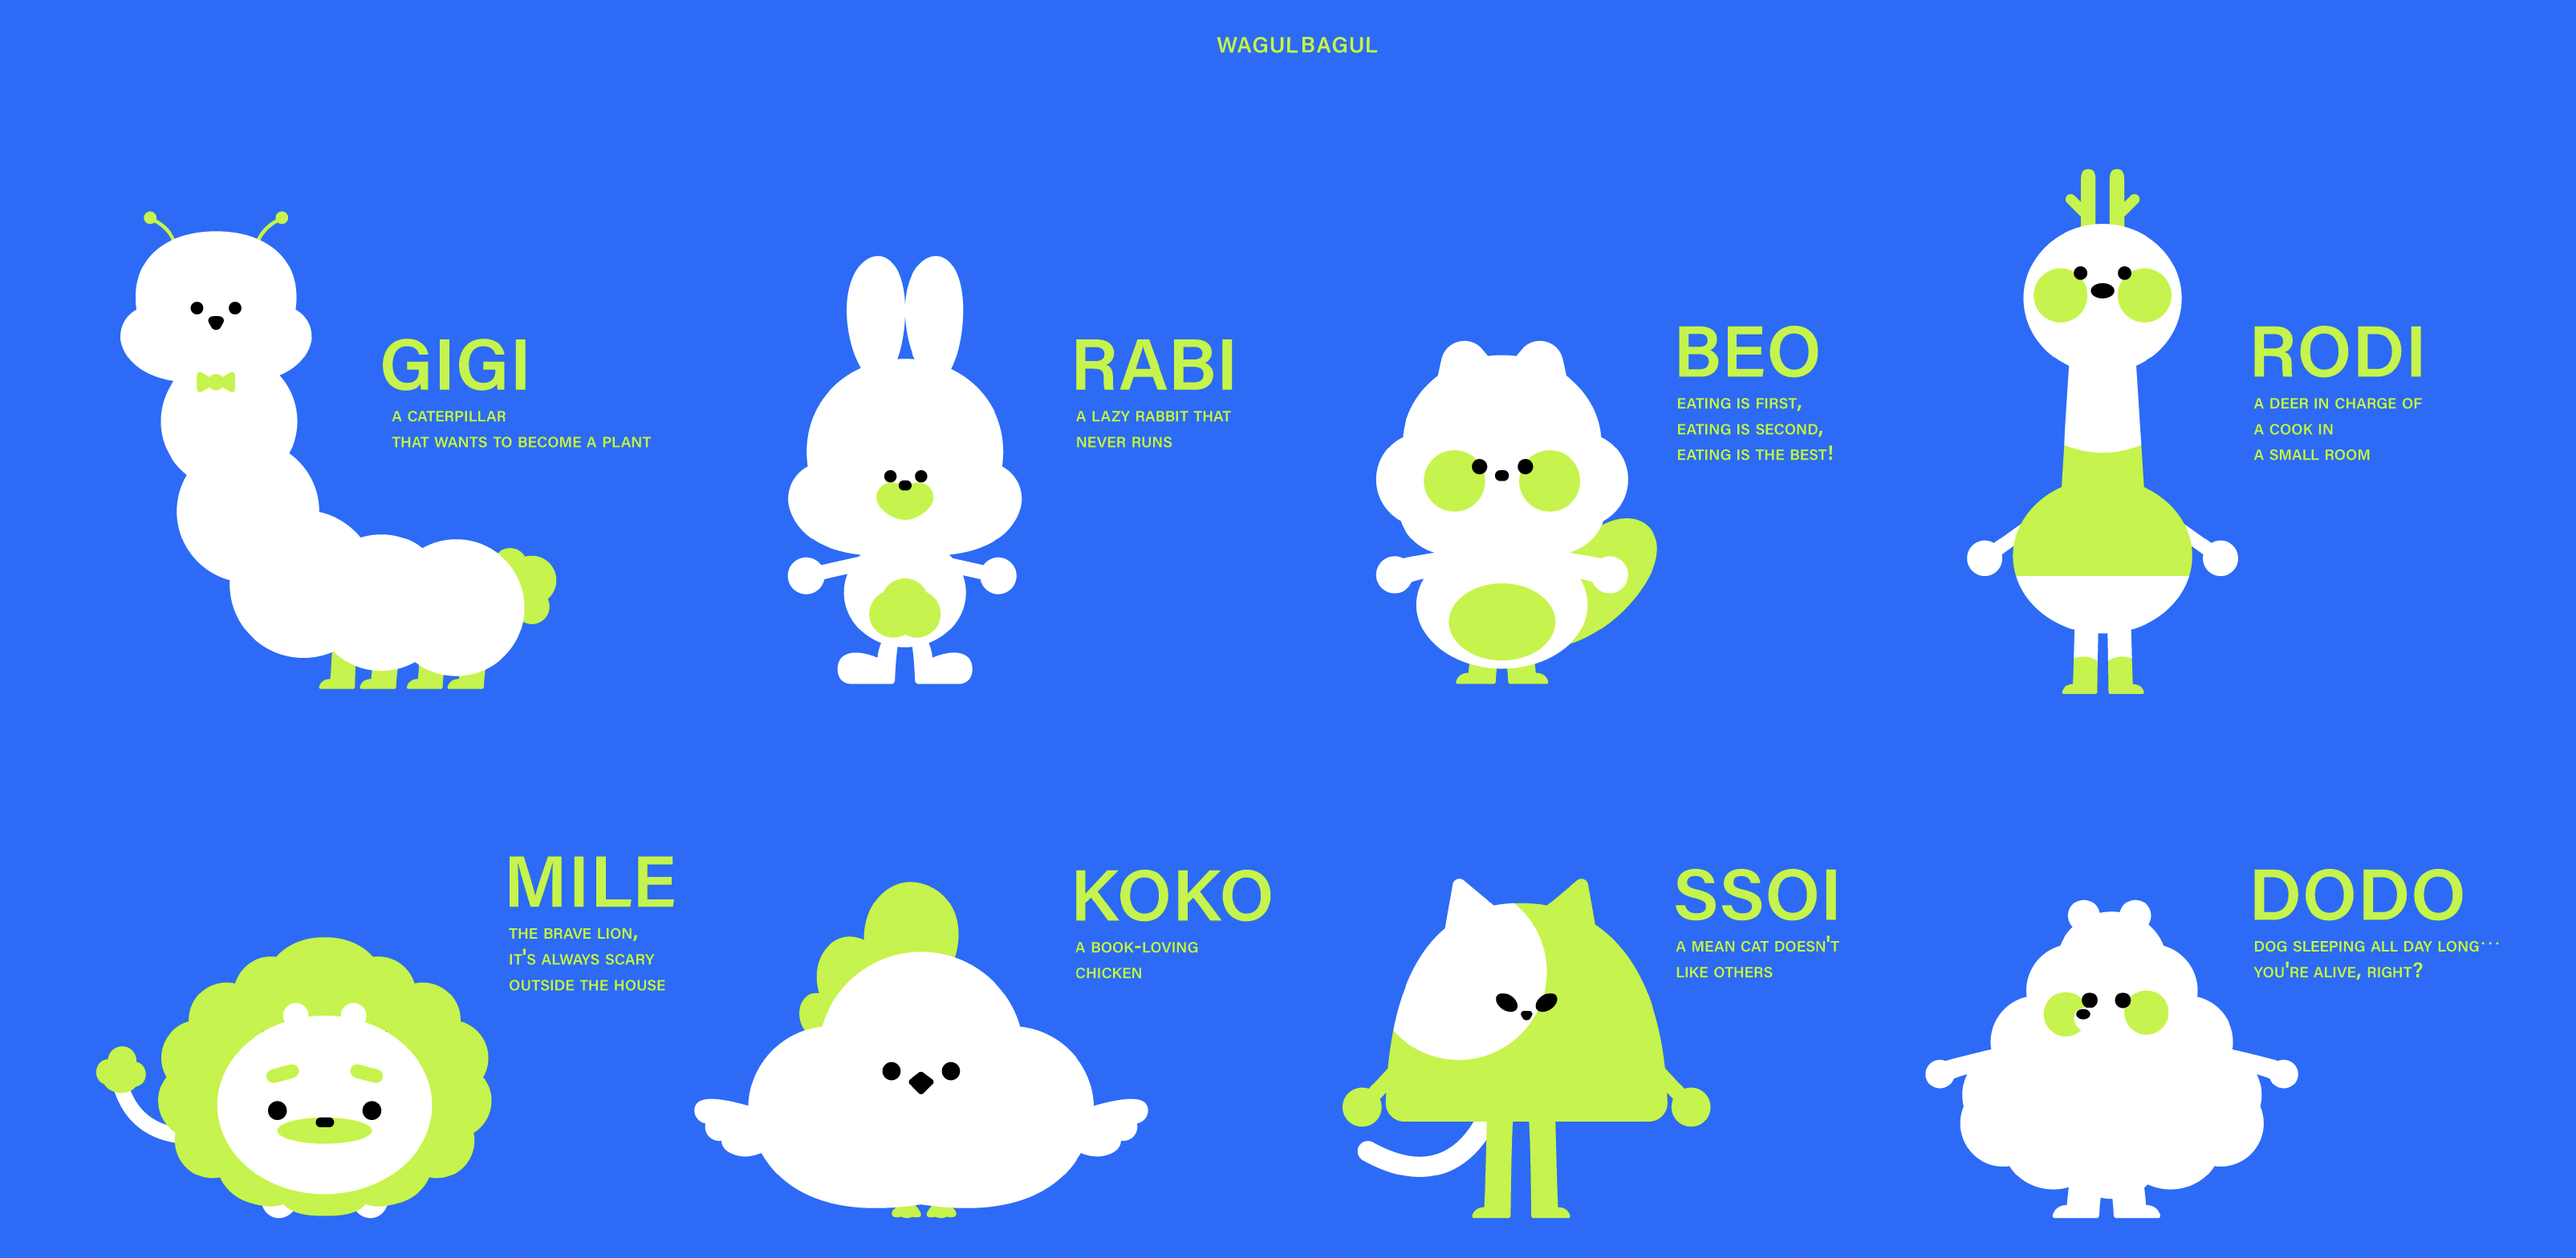 WAGULBAGUL
GIGI
A CATERPILLAR
THAT WANTS TO BECOME A PLANT
RABI
A LAZY RABBIT THAT
NEVER RUNS
BEO
EATING IS FIRST,
EATING IS SECOND,
EATING IS THE BEST!
RODI
A DEER IN CHARGE OF
A COOK IN
A SMALL ROOM
MILE
THE BRAVE LION,
IT'S ALWAYS SCARY
OUTSIDE THE HOUSE
KOKO
A BOOK-LOVING
CHICKEN
SSOI
A MEAN CAT DOESN'T
LIKE OTHERS
DODO
DOG SLEEPING ALL DAY LONG···
YOU'RE ALIVE, RIGHT?